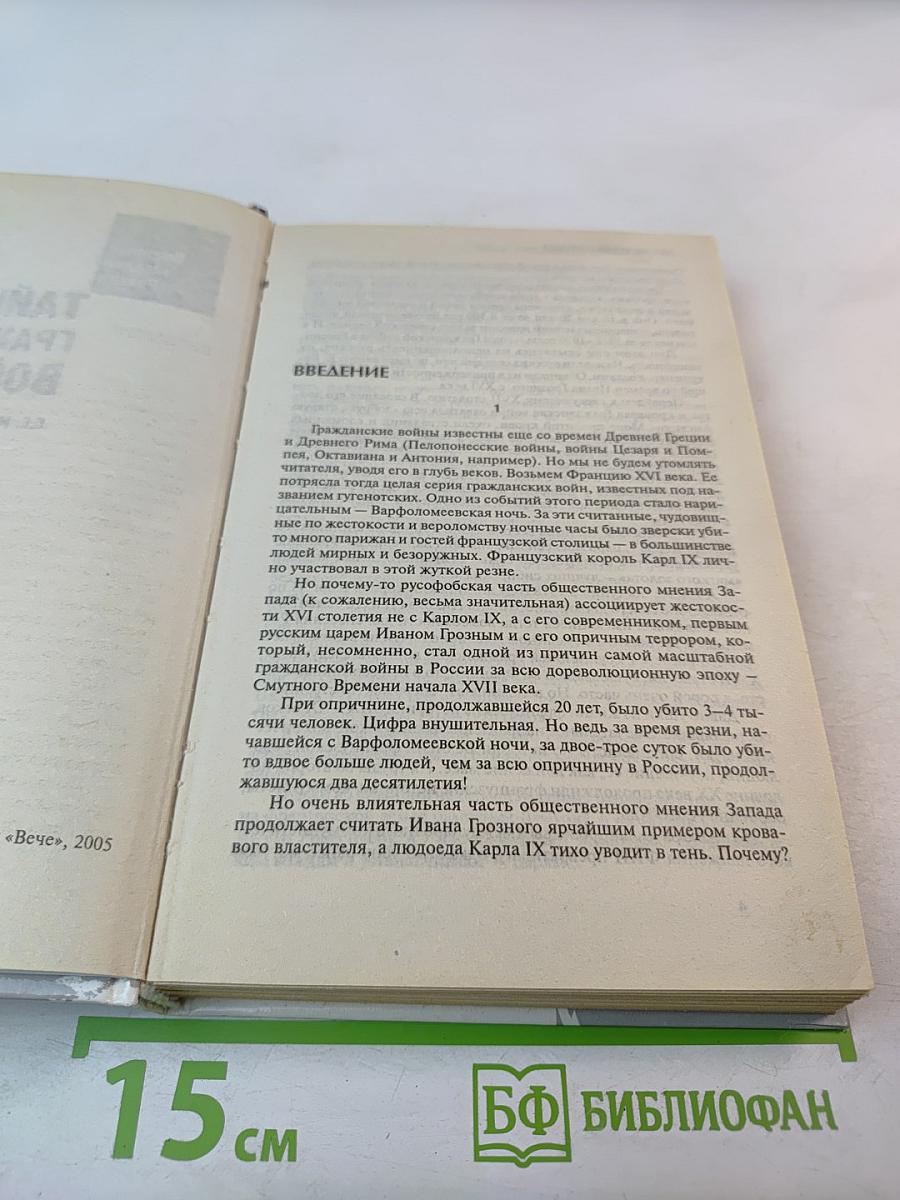 ВВЕДЕНИЕ
1
Гражданские войны известны еще со времен Древней Греции
и Древнего Рима (Пелопонесские войны, войны Цезаря и Пом-
пея, Октавиана и Антония, например). Но мы не будем утомлять
читателя, уводя его в глубь веков. Возьмем Францию XVI века. Ее
потрясла тогда целая серия гражданских войн, известных под на-
званием гугенотских. Одно из событий этого периода стало нари-
цательным — Варфоломеевская ночь. За эти считанные, чудовищ-
ные по жестокости и вероломству ночные часы было зверски уби-
то много парижан и гостей французской столицы — в большинстве
людей мирных и безоружных. Французский король Карл IX лич-
но участвовал в этой жуткой резне.
Но почему-то русофобская часть общественного мнения За-
пада (к сожалению, весьма значительная) ассоциирует жестокос-
ти XVI столетия не с Карлом IX, а с его современником, первым
русским царем Иваном Грозным и с его опричным террором, ко-
торый, несомненно, стал одной из причин самой масштабной
гражданской войны в России за всю дореволюционную эпоху —
Смутного Времени начала XVII века.
При опричнине, продолжавшейся 20 лет, было убито 3–4 ты-
сячи человек. Цифра внушительная. Но ведь за время резни, на-
чавшейся с Варфоломеевской ночи, за двое-трое суток было уби-
то вдвое больше людей, чем за всю опричнину в России, продол-
жавшуюся два десятилетия!
Но очень влиятельная часть общественного мнения Запада
продолжает считать Ивана Грозного ярчайшим примером крова-
вого властителя, а людоеда Карла IX тихо уводит в тень. Почему?
«Вече», 2005
15 см
БФ БИБЛИОФАН